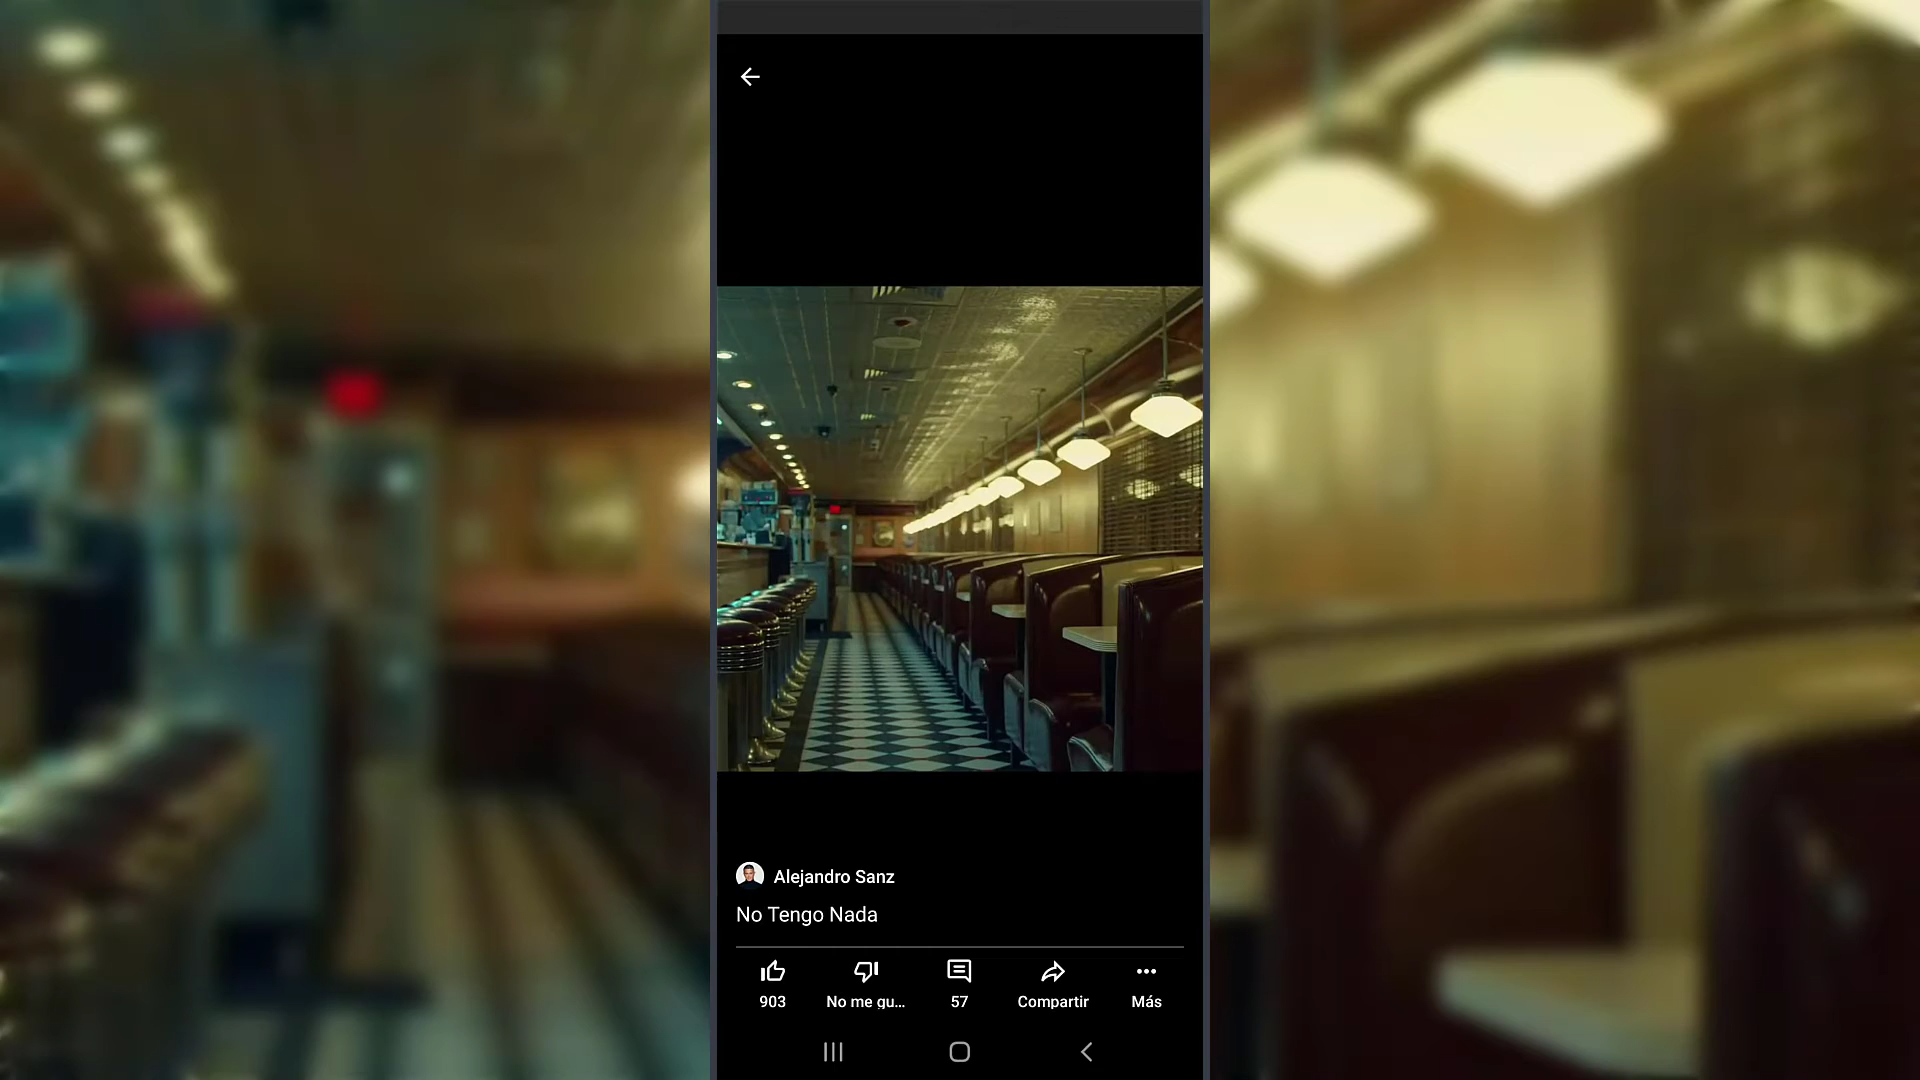 Alejandro Sanz
No Tengo Nada
903
No me gu...
57
Compartir
Más